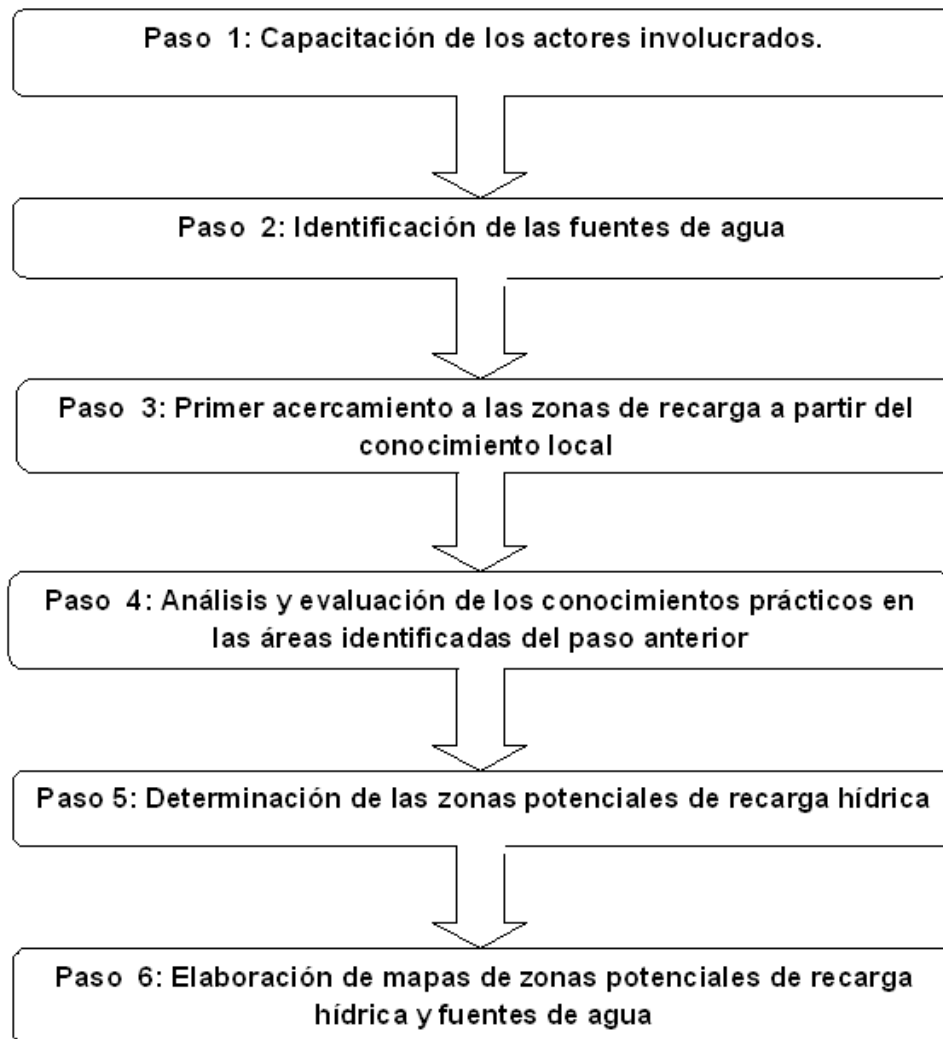 Paso 1: Capacitación de los actores involucrados.
Paso 2: Identificación de las fuentes de agua
Paso 3: Primer acercamiento a las zonas de recarga a partir del
conocimiento local
Paso 4: Análisis y evaluación de los conocimientos prácticos en
las áreas identificadas del paso anterior
Paso 5: Determinación de las zonas potenciales de recarga hídrica
Paso 6: Elaboración de mapas de zonas potenciales de recarga
hídrica y fuentes de agua